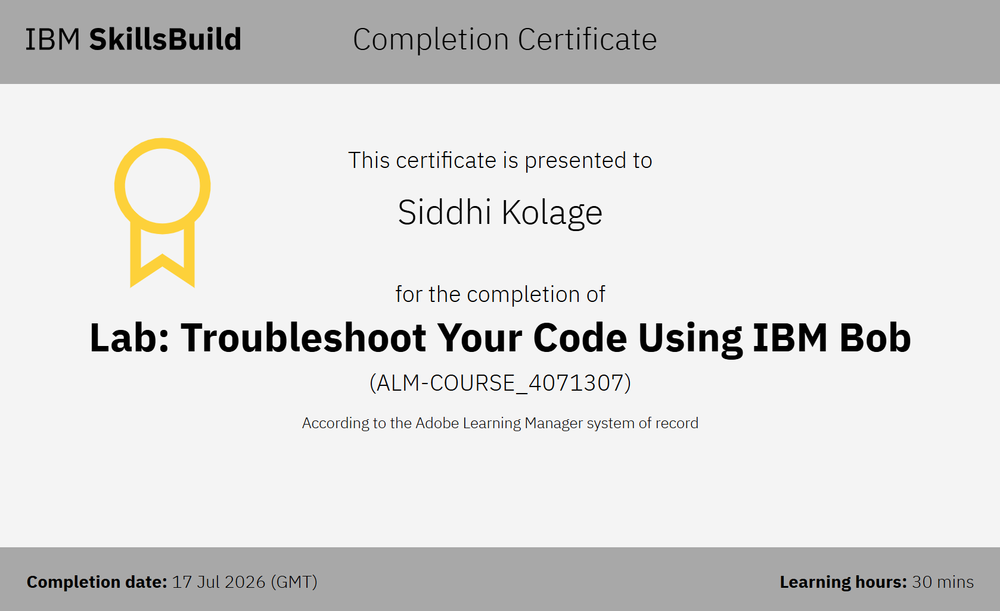 IBM SkillsBuild
Completion Certificate
This certificate is presented to
Siddhi Kolage
for the completion of
Lab: Troubleshoot Your Code Using IBM Bob
(ALM-COURSE_4071307)
According to the Adobe Learning Manager system of record
Completion date: 17 Jul 2026 (GMT)
Learning hours: 30 mins